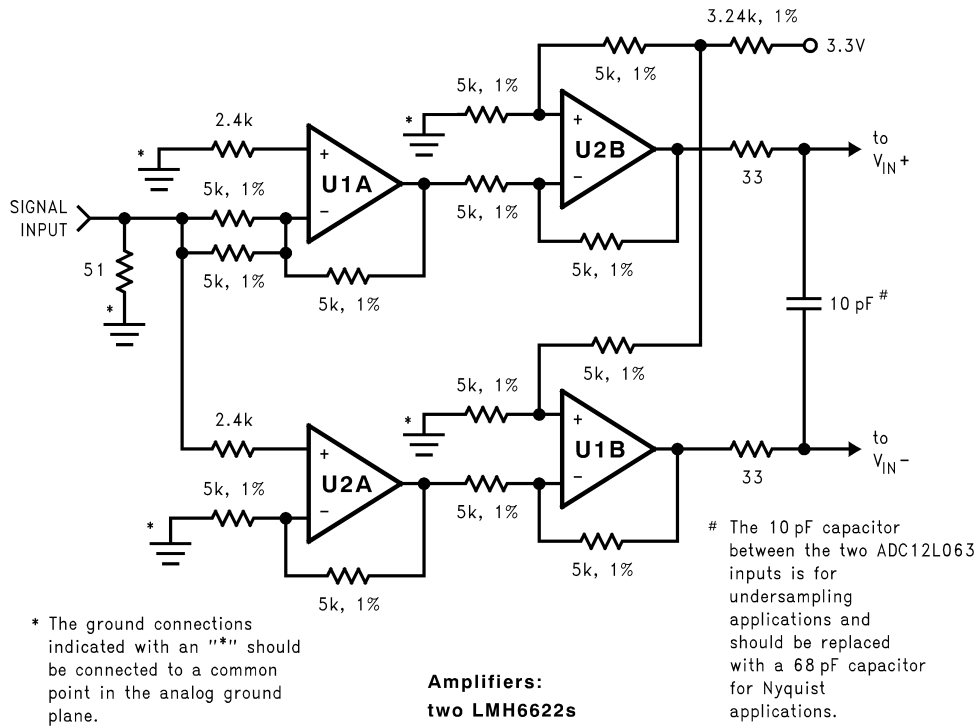 3.24k, 1%
3.3V
5k, 1%
5k, 1%
*
+
U2B
−
to
VIN+
33
2.4k
*
+
U1A
−
5k, 1%
5k, 1%
5k, 1%
SIGNAL
INPUT
51
*
5k, 1%
5k, 1%
5k, 1%
10 pF #
5k, 1%
5k, 1%
*
+
U1B
−
to
VIN−
33
2.4k
+
U2A
−
5k, 1%
*
5k, 1%
5k, 1%
5k, 1%
* The ground connections
indicated with an "*" should
be connected to a common
point in the analog ground
plane.
Amplifiers:
two LMH6622s
# The 10 pF capacitor
between the two ADC12L063
inputs is for
undersampling
applications and
should be replaced
with a 68 pF capacitor
for Nyquist
applications.